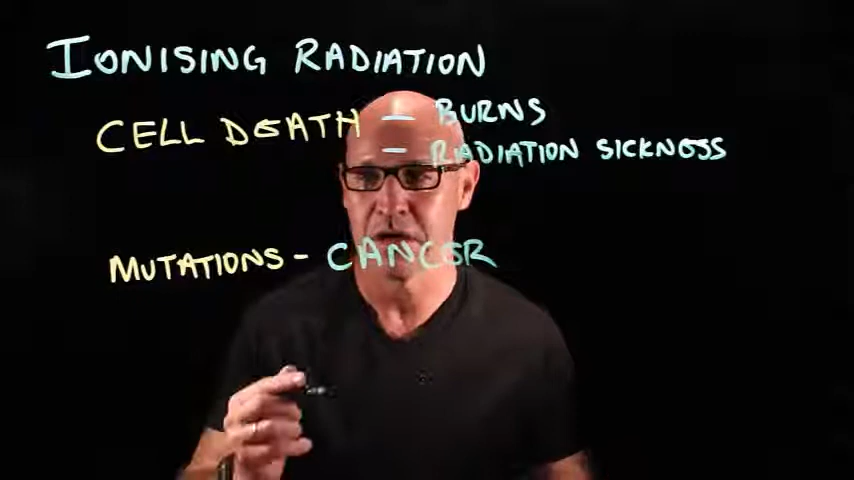 IONISING RADIATION
CELL DEATH - BURNS
- RADIATION SICKNESS
MUTATIONS - CANCER